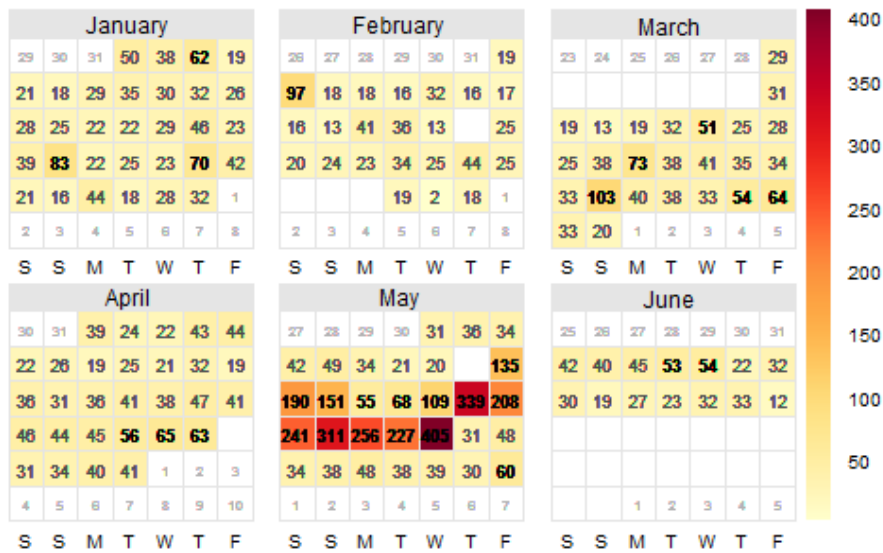 January February March
29 30 31 50 38 62 19 26 27 28 29 30 31 19 23 24 25 26 27 28 29 400
21 18 29 35 30 32 26 97 18 18 16 32 16 17 31 350
28 25 22 22 29 46 23 16 13 41 36 13 25 19 13 19 32 51 25 28 300
39 83 22 25 23 70 42 20 24 23 34 25 44 25 25 38 73 38 41 35 34
21 16 44 18 28 32 1 19 2 18 1 33 103 40 38 33 54 64
2 3 4 5 6 7 8 2 3 4 5 6 7 8 33 20 1 2 3 4 5 250
S S M T W T F S S M T W T F S S M T W T F
April May June 200
30 31 39 24 22 43 44 27 28 29 30 31 36 34 25 26 27 28 29 30 31
22 26 19 25 21 32 19 42 49 34 21 20 135 42 40 45 53 54 22 32 150
36 31 36 41 38 47 41 190 151 55 68 109 339 208 30 19 27 23 32 33 12 100
46 44 45 56 65 63 241 311 256 227 405 31 48
31 34 40 41 1 2 3 34 38 48 38 39 30 60 50
4 5 6 7 8 9 10 1 2 3 4 5 6 7 1 2 3 4 5
S S M T W T F S S M T W T F S S M T W T F